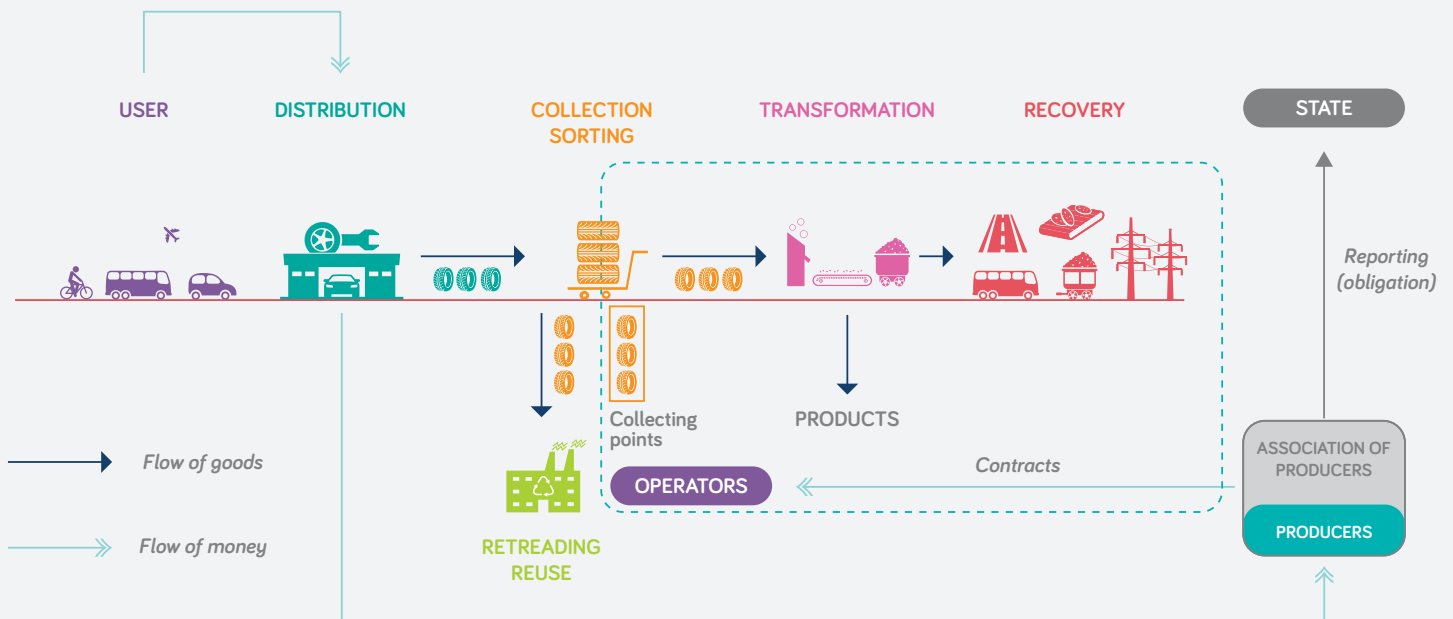 USER
DISTRIBUTION
COLLECTION
SORTING
TRANSFORMATION
RECOVERY
STATE
Reporting
(obligation)
Collecting
points
PRODUCTS
Flow of goods
OPERATORS
Contracts
ASSOCIATION OF
PRODUCERS
PRODUCERS
Flow of money
RETREADING
REUSE